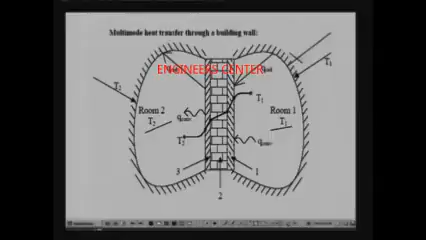 Multimode heat transfer through a building wall:
ENGINEERS CENTER
T₂
T₁
T₁
Room 2
T₂
Room 1
T₁
T₂
3
1
2